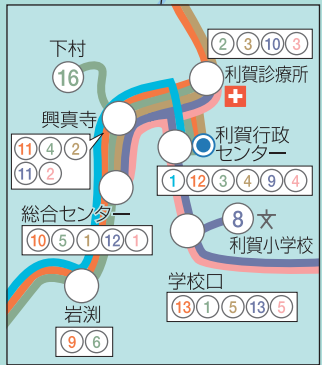 下村
16
2 3 10 3
利賀診療所
興真寺
11 4 2
11 2
利賀行政
センター
1 12 3 4 9 4
総合センター
10 5 1 12 1
8 文
利賀小学校
学校口
13 1 5 13 5
岩渕
9 6